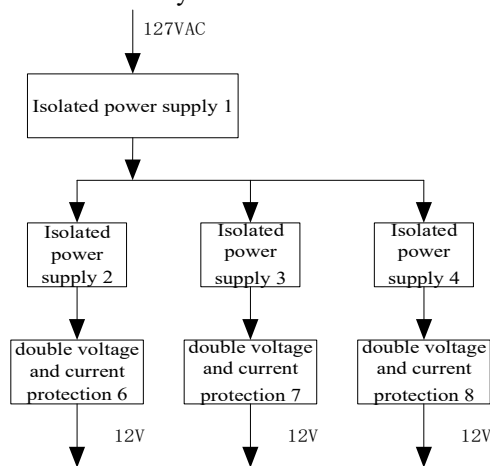 127VAC
Isolated power supply 1
Isolated
power
supply 2
Isolated
power
supply 3
Isolated
power
supply 4
double voltage
and current
protection 6
double voltage
and current
protection 7
double voltage
and current
protection 8
12V
12V
12V